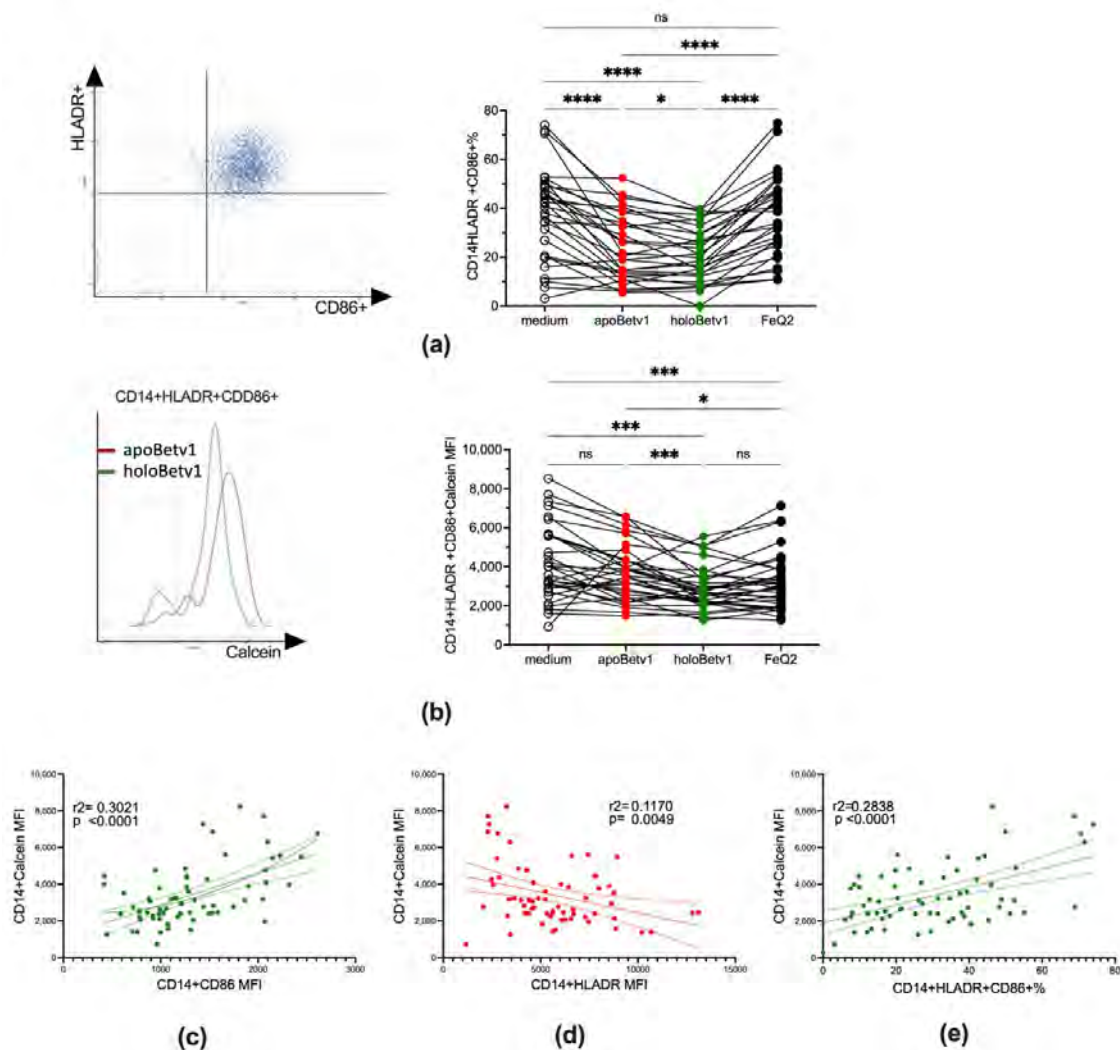 HLADR+
CD86+
ns
****
****
****
*
****
CD14HLADR +CD86+%
80
60
40
20
0
medium
apoBetv1
holoBetv1
FeQ2
(a)
CD14+HLADR+CDD86+
apoBetv1
holoBetv1
Calcein
***
*
***
ns
***
ns
CD14+HLADR +CD86+Calcein MFI
10,000
8,000
6,000
4,000
2,000
0
medium
apoBetv1
holoBetv1
FeQ2
(b)
CD14+Calcein MFI
10,000
8,000
6,000
4,000
2,000
0
r2= 0.3021
p <0.0001
0
1000
2000
3000
CD14+CD86 MFI
(c)
CD14+Calcein MFI
10,000
8,000
6,000
4,000
2,000
0
r2= 0.1170
p= 0.0049
0
5000
10000
15000
CD14+HLADR MFI
(d)
CD14+Calcein MFI
10,000
8,000
6,000
4,000
2,000
0
r2=0.2838
p <0.0001
0
20
40
60
80
CD14+HLADR+CD86+%
(e)